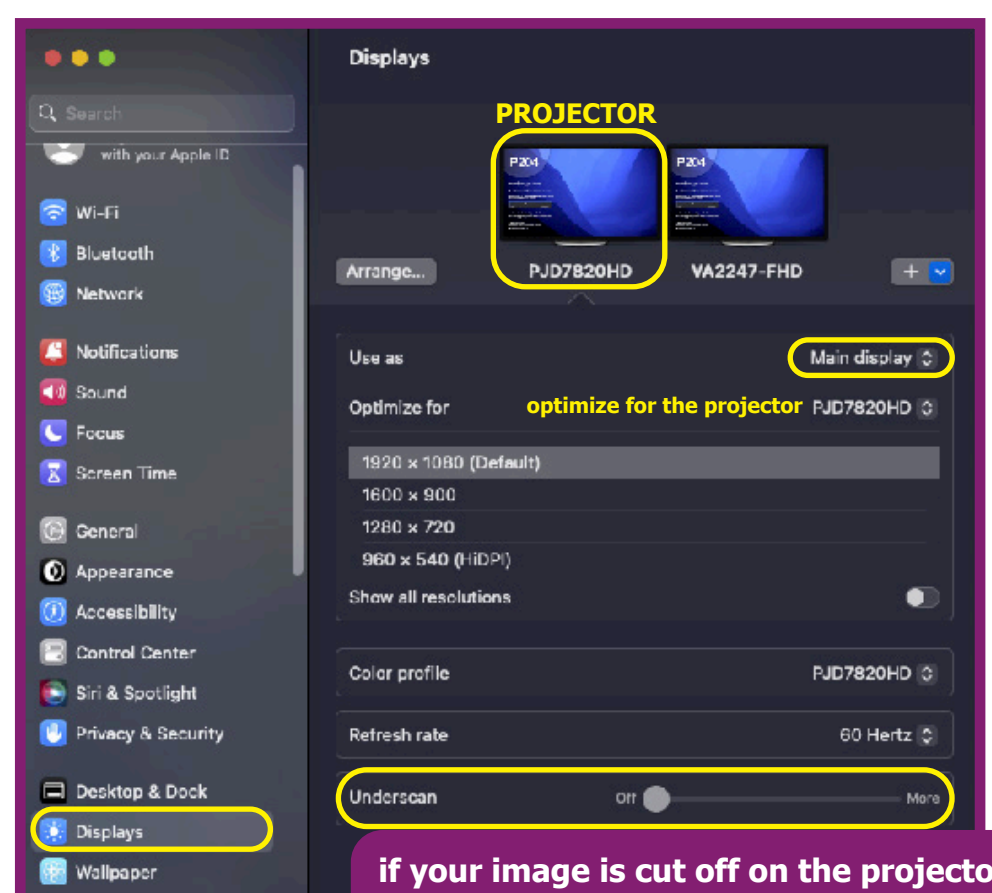 Displays
Search
with your Apple ID
Wi-Fi
Bluetooth
Network
Notifications
Sound
Focus
Screen Time
General
Appearance
Accessibility
Control Center
Siri & Spotlight
Privacy & Security
Desktop & Dock
Displays
Wallpaper
PROJECTOR
P204
P204
Arrange...
PJD7820HD
VA2247-FHD
+
Use as
Main display
Optimize for
optimize for the projector
PJD7820HD
1920 × 1080 (Default)
1600 × 900
1280 × 720
960 × 540 (HiDPI)
Show all resolutions
Color profile
PJD7820HD
Refresh rate
60 Hertz
Underscan
Off
More
if your image is cut off on the projecto